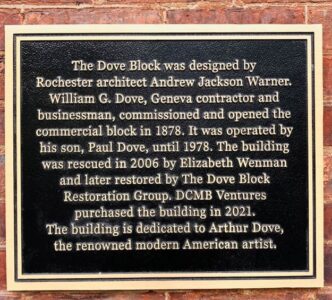 The Dove Block was designed by
Rochester architect Andrew Jackson Warner.
William G. Dove, Geneva contractor and
businessman, commissioned and opened the
commercial block in 1878. It was operated by
his son, Paul Dove, until 1978. The building
was rescued in 2006 by Elizabeth Wenman
and later restored by The Dove Block
Restoration Group. DCMB Ventures
purchased the building in 2021.
The building is dedicated to Arthur Dove,
the renowned modern American artist.